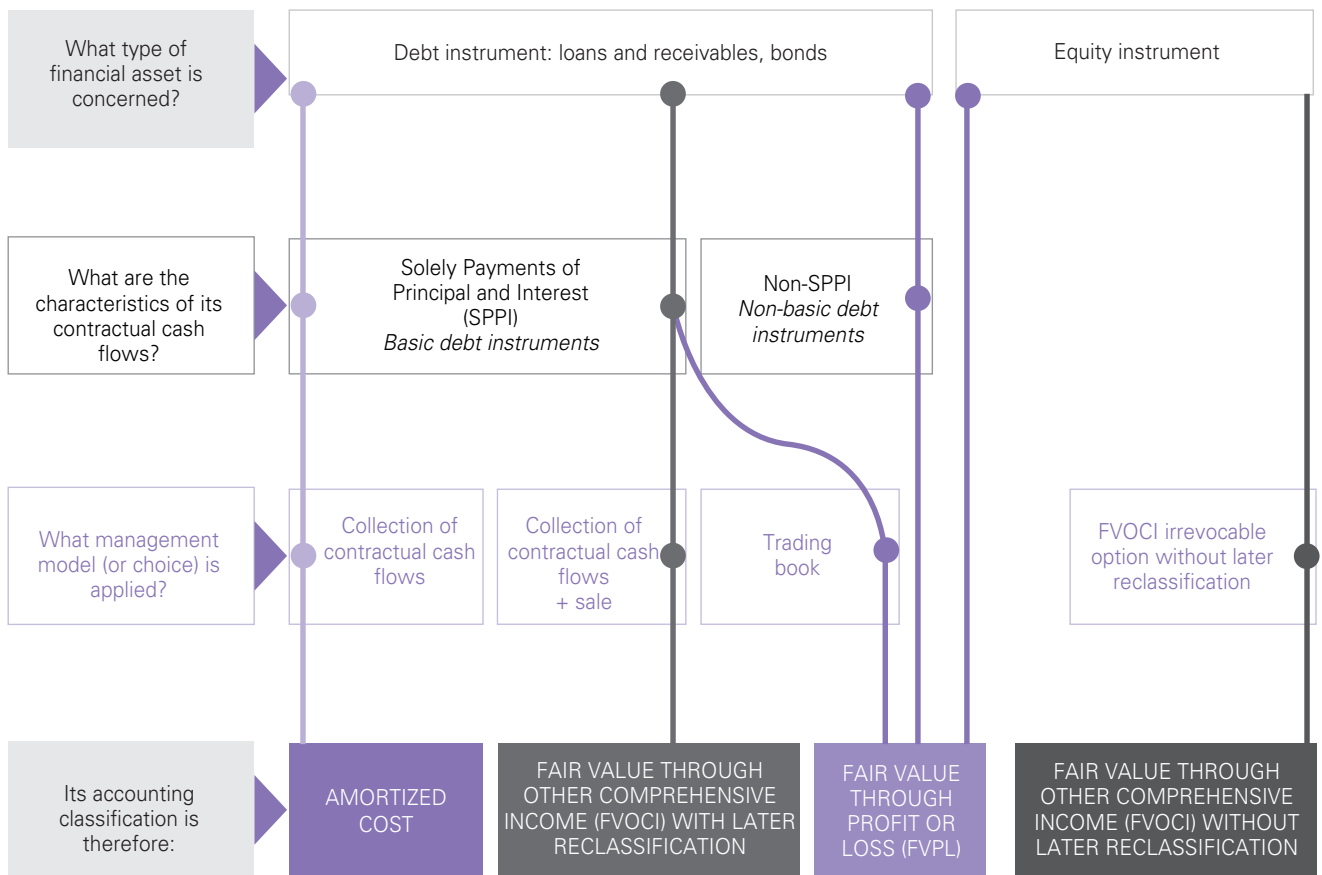 What type of
financial asset is
concerned?
Debt instrument: loans and receivables, bonds
Equity instrument
What are the
characteristics of its
contractual cash
flows?
Solely Payments of
Principal and Interest
(SPPI)
Basic debt instruments
Non-SPPI
Non-basic debt
instruments
What management
model (or choice) is
applied?
Collection of
contractual cash
flows
Collection of
contractual cash
flows
+ sale
Trading
book
FVOCI irrevocable
option without later
reclassification
Its accounting
classification is
therefore:
AMORTIZED
COST
FAIR VALUE THROUGH
OTHER COMPREHENSIVE
INCOME (FVOCI) WITH LATER
RECLASSIFICATION
FAIR VALUE
THROUGH
PROFIT OR
LOSS (FVPL)
FAIR VALUE THROUGH
OTHER COMPREHENSIVE
INCOME (FVOCI) WITHOUT
LATER RECLASSIFICATION